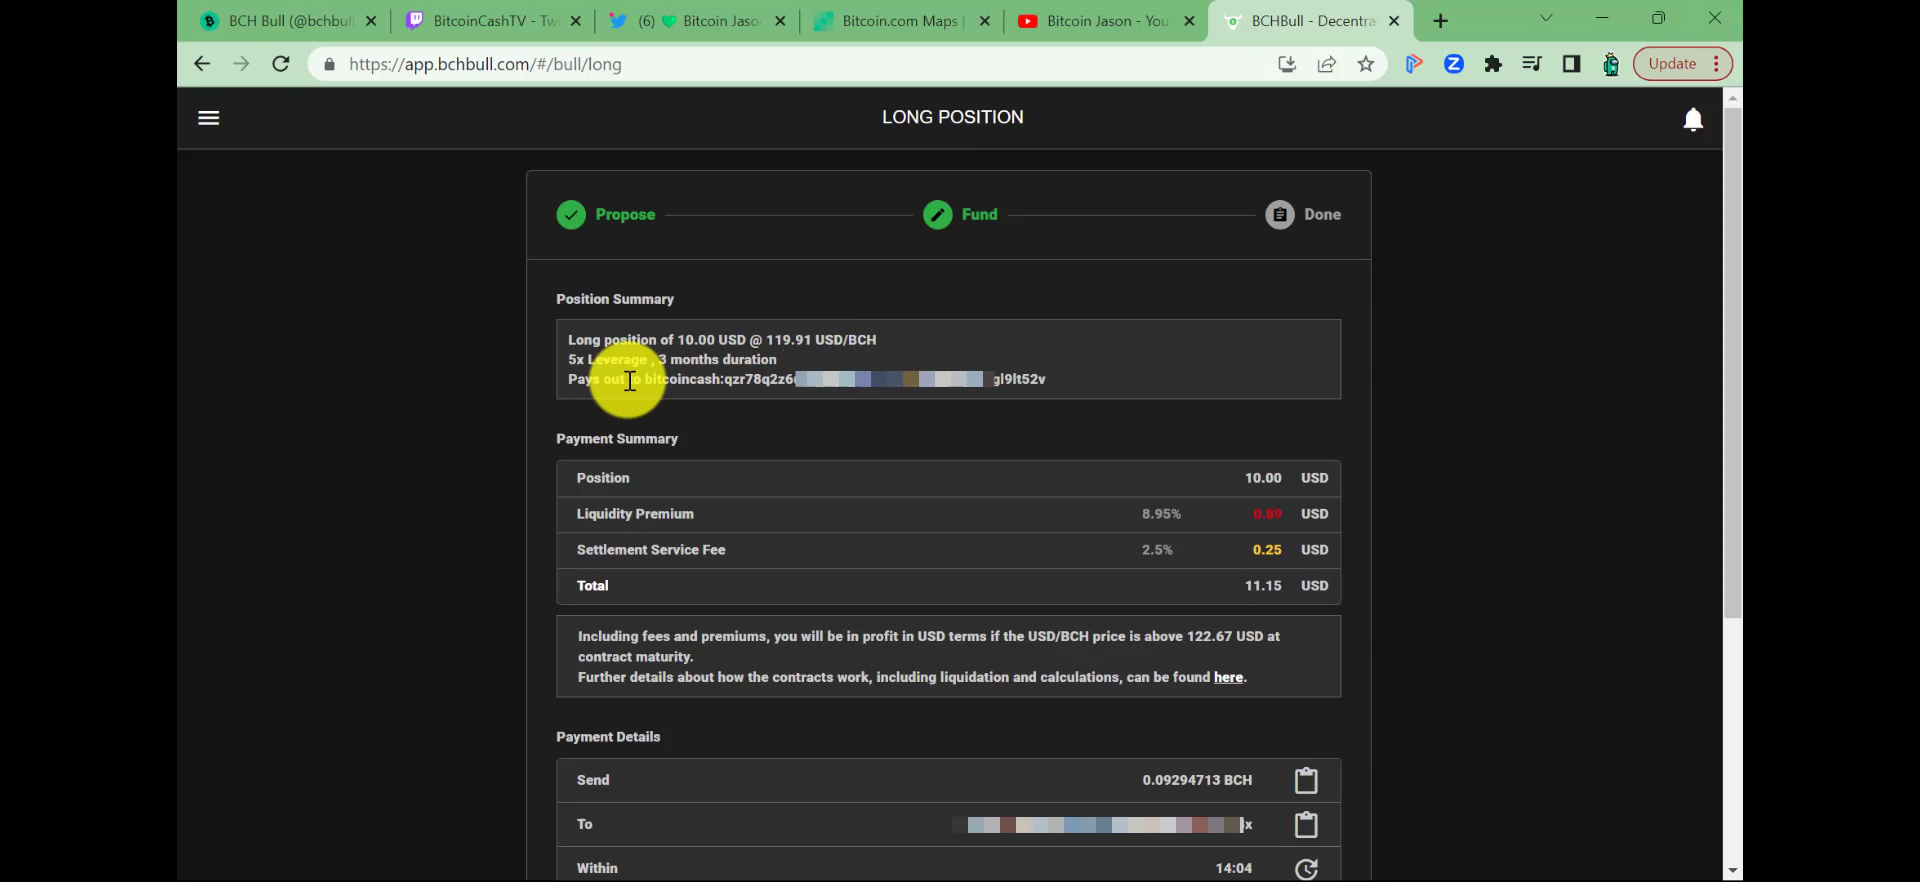 BCH Bull (@bchbull
BitcoinCashTV - Tw
(6) 💚 Bitcoin Jaso
Bitcoin.com Maps |
Bitcoin Jason - You
BCHBull - Decentra
https://app.bchbull.com/#/bull/long
Update
LONG POSITION
Propose
Fund
Done
Position Summary
Long position of 10.00 USD @ 119.91 USD/BCH
5x Leverage , 3 months duration
Pays out to bitcoincash:qzr78q2z6 gl9lt52v
Payment Summary
Position 10.00 USD
Liquidity Premium 8.95% 0.89 USD
Settlement Service Fee 2.5% 0.25 USD
Total 11.15 USD
Including fees and premiums, you will be in profit in USD terms if the USD/BCH price is above 122.67 USD at
contract maturity.
Further details about how the contracts work, including liquidation and calculations, can be found here.
Payment Details
Send 0.09294713 BCH
To x
Within 14:04